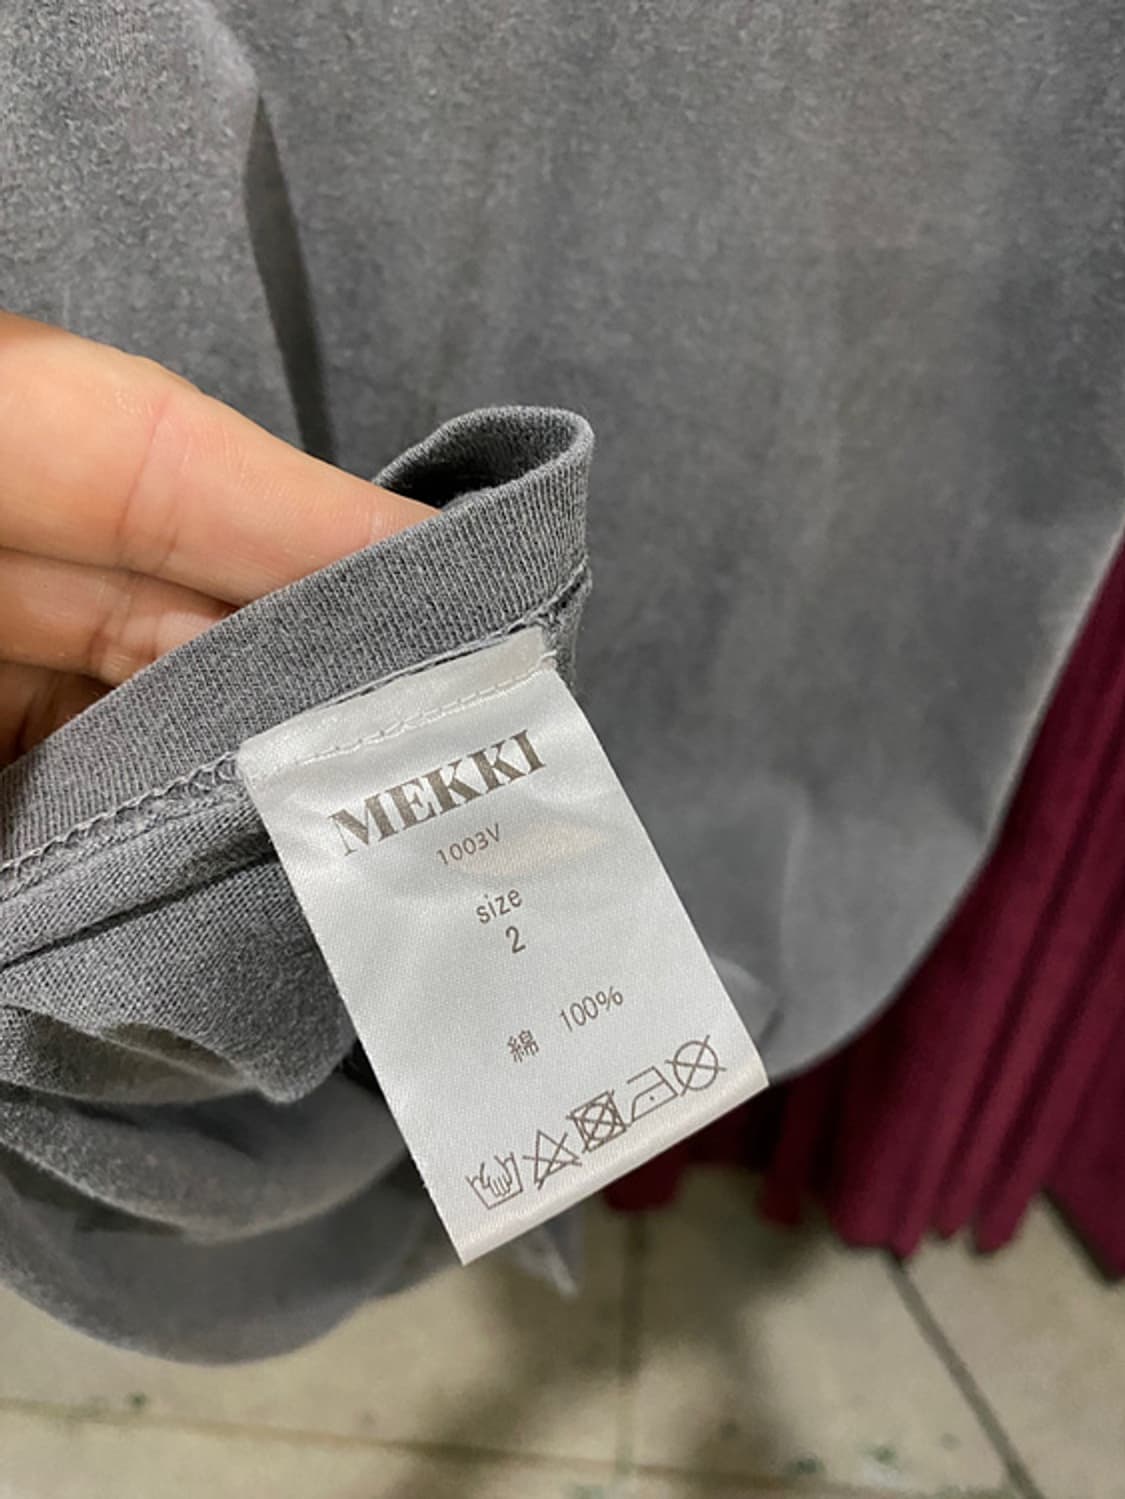 MEKKI
1003V
size
2
綿 100%